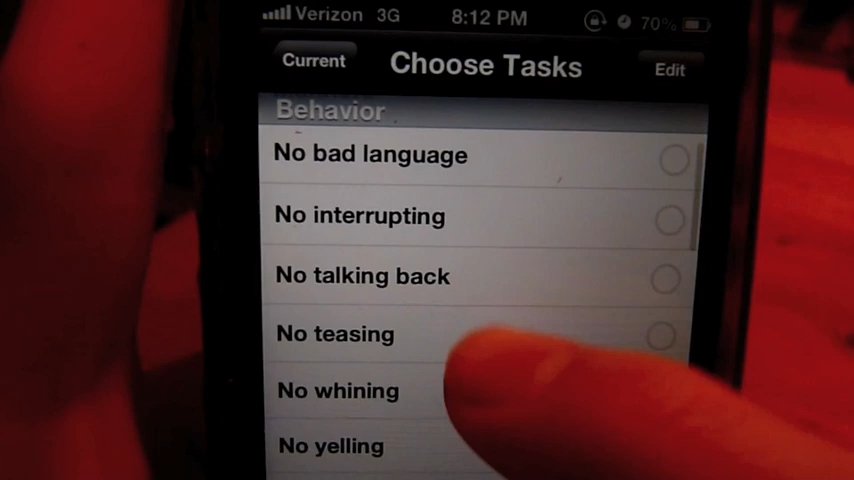 Verizon 3G 8:12 PM 70%
Current Choose Tasks Edit
Behavior
No bad language
No interrupting
No talking back
No teasing
No whining
No yelling